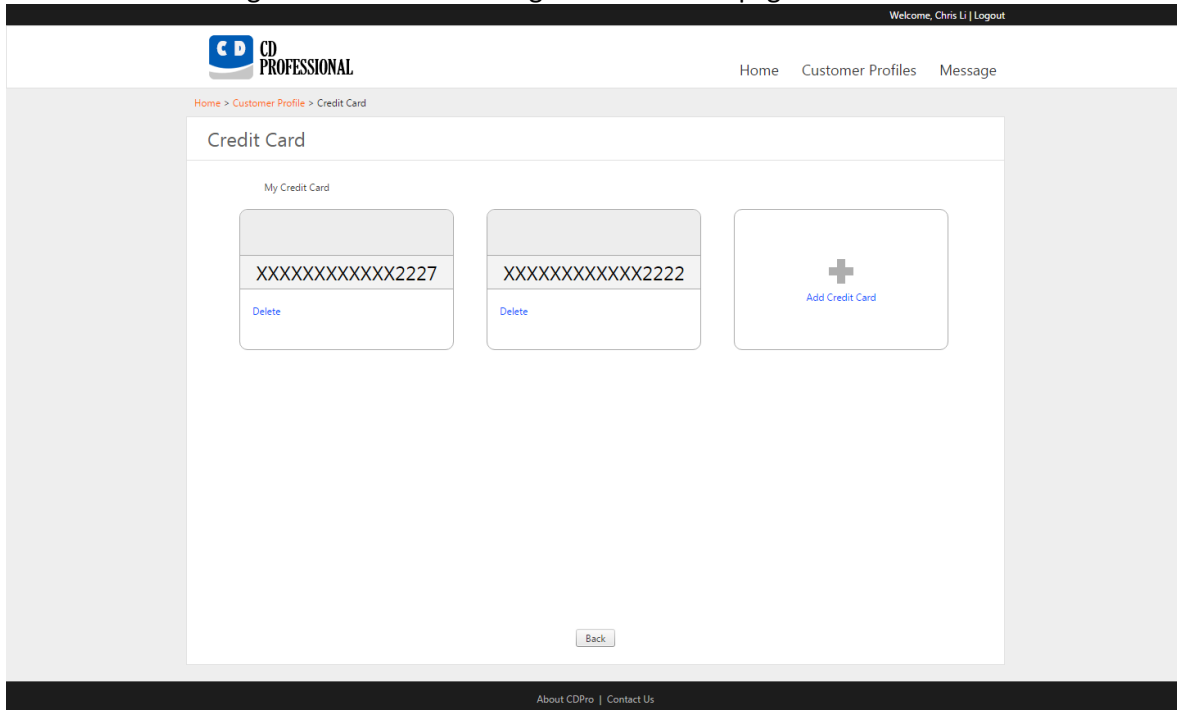 Welcome, Chris Li | Logout
C D CD
PROFESSIONAL
Home Customer Profiles Message
Home > Customer Profile > Credit Card
Credit Card
My Credit Card
XXXXXXXXXXXX2227 XXXXXXXXXXXX2222
Add Credit Card
Delete Delete
Back
About CDPro | Contact Us